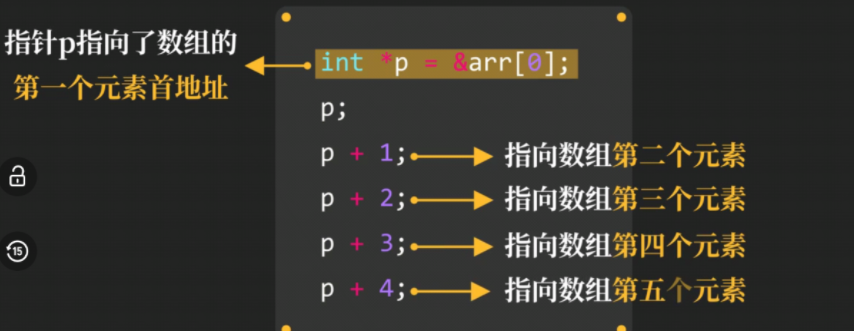 指针p指向了数组的
第一个元素首地址
int *p = &arr[0];
p;
p + 1; 指向数组第二个元素
p + 2; 指向数组第三个元素
p + 3; 指向数组第四个元素
p + 4; 指向数组第五个元素
15